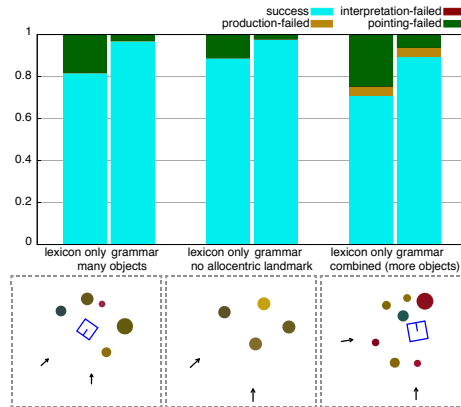 success interpretation-failed
production-failed pointing-failed
1
0.8
0.6
0.4
0.2
0
lexicon only grammar lexicon only grammar lexicon only grammar
many objects no allocentric landmark combined (more objects)